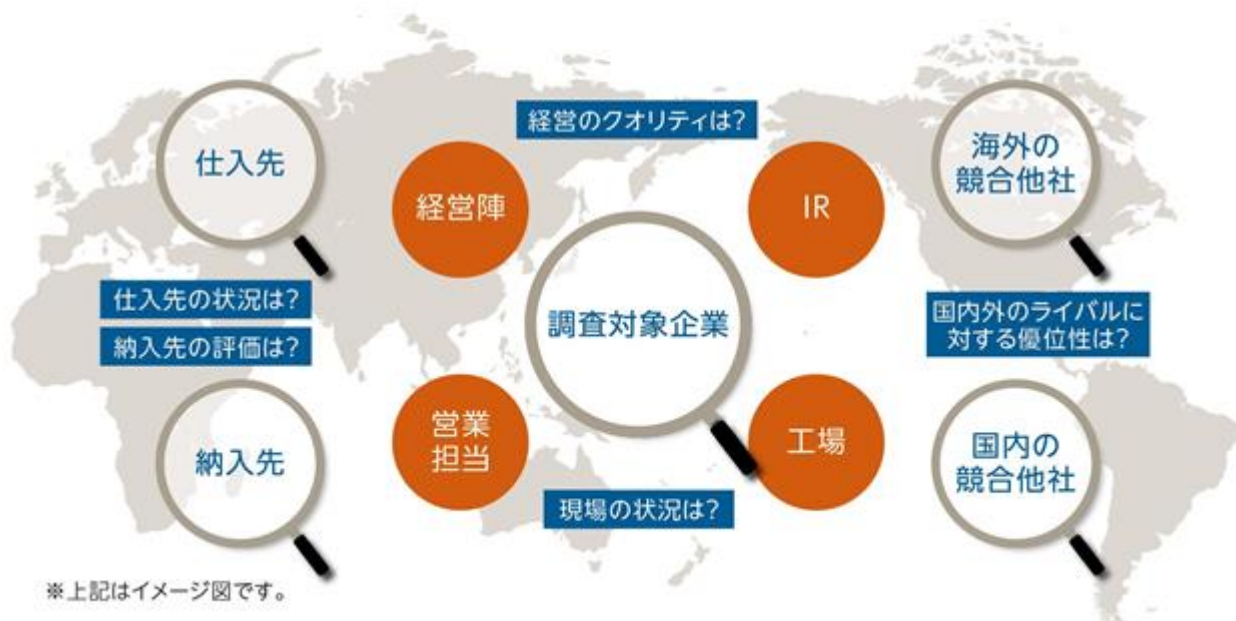 経営のクオリティは?
仕入先
経営陣
IR
海外の
競合他社
仕入先の状況は?
納入先の評価は?
調査対象企業
国内外のライバルに
対する優位性は?
納入先
営業
担当
工場
国内の
競合他社
現場の状況は?
※上記はイメージ図です。